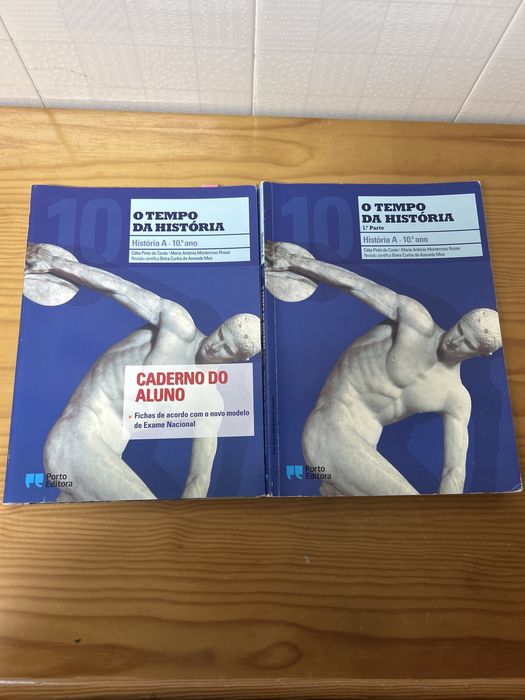 10
O TEMPO
DA HISTÓRIA
História A · 10.º ano
Célia Pinto do Couto / Maria Antónia Monterroso Rosas
Revisão científica Elvira Cunha de Azevedo Mea
CADERNO DO
ALUNO
» Fichas de acordo com o novo modelo
de Exame Nacional
Porto
Editora
10
O TEMPO
DA HISTÓRIA
1.ª Parte
História A · 10.º ano
Célia Pinto do Couto / Maria Antónia Monterroso Rosas
Revisão científica Elvira Cunha de Azevedo Mea
Porto
Editora